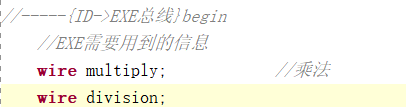 //-----{ID->EXE总线}begin
//EXE需要用到的信息
wire multiply; //乘法
wire division;